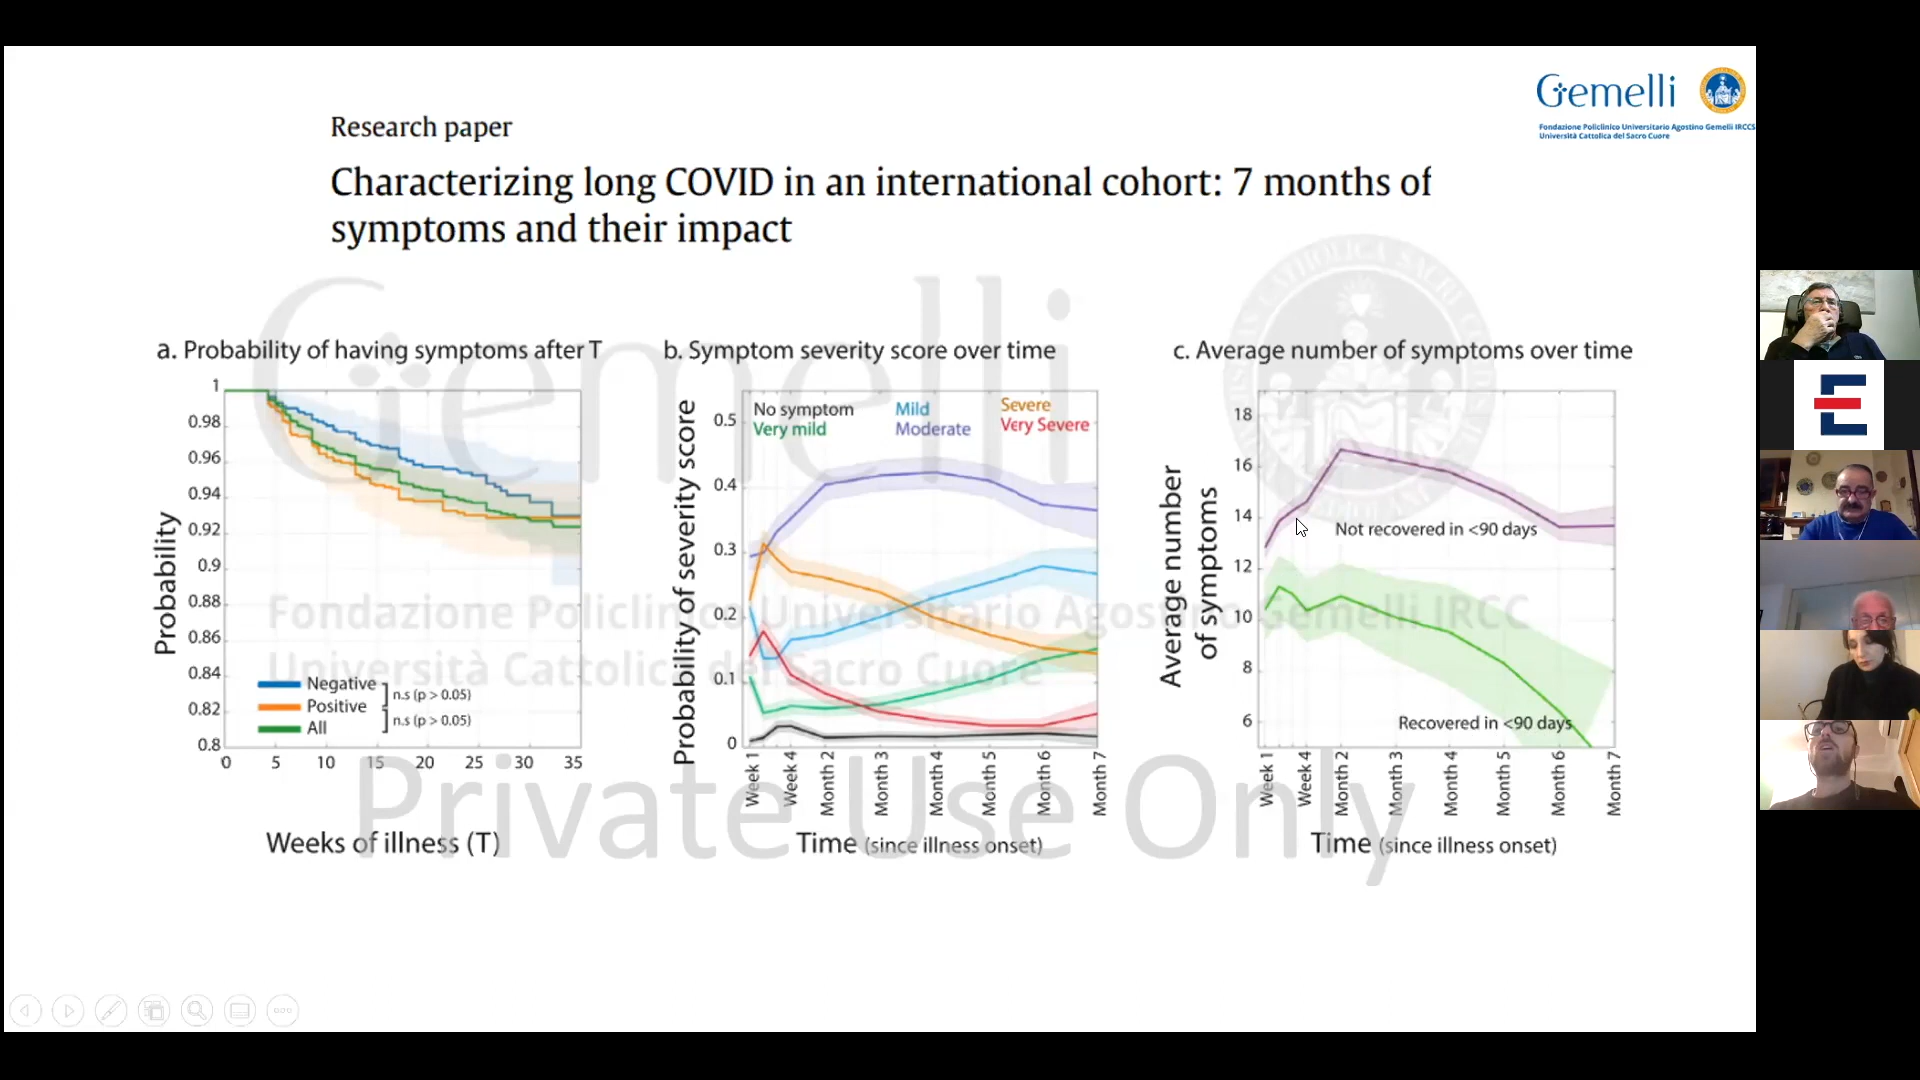 Gemelli
Fondazione Policlinico Universitario Agostino Gemelli IRCCS
Università Cattolica del Sacro Cuore
Research paper
Characterizing long COVID in an international cohort: 7 months of
symptoms and their impact
a. Probability of having symptoms after T
Probability
1
0.98
0.96
0.94
0.92
0.9
0.88
0.86
0.84
0.82
0.8
Negative
Positive
All
n.s (p > 0.05)
n.s (p > 0.05)
0 5 10 15 20 25 30 35
Weeks of illness (T)
b. Symptom severity score over time
Probability of severity score
0.5
0.4
0.3
0.2
0.1
0
No symptom
Very mild
Mild
Moderate
Severe
Very Severe
Week 1
Week 4
Month 2
Month 3
Month 4
Month 5
Month 6
Month 7
Time (since illness onset)
c. Average number of symptoms over time
Average number
of symptoms
18
16
14
12
10
8
6
Not recovered in <90 days
Recovered in <90 days
Week 1
Week 4
Month 2
Month 3
Month 4
Month 5
Month 6
Month 7
Time (since illness onset)
Gemelli
Fondazione Policlinico Universitario Agostino Gemelli IRCC
Università Cattolica del Sacro Cuore
Private Use Only